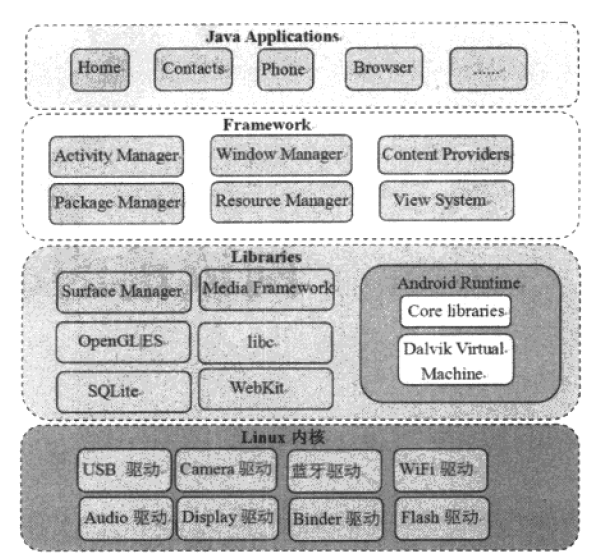 Java Applications
Home Contacts Phone Browser ......
Framework
Activity Manager Window Manager Content Providers
Package Manager Resource Manager View System
Libraries
Surface Manager Media Framework Android Runtime
Core libraries
OpenGL|ES libc Dalvik Virtual
Machine
SQLite WebKit
Linux 内核
USB 驱动 Camera 驱动 蓝牙驱动 WiFi 驱动
Audio 驱动 Display 驱动 Binder 驱动 Flash 驱动